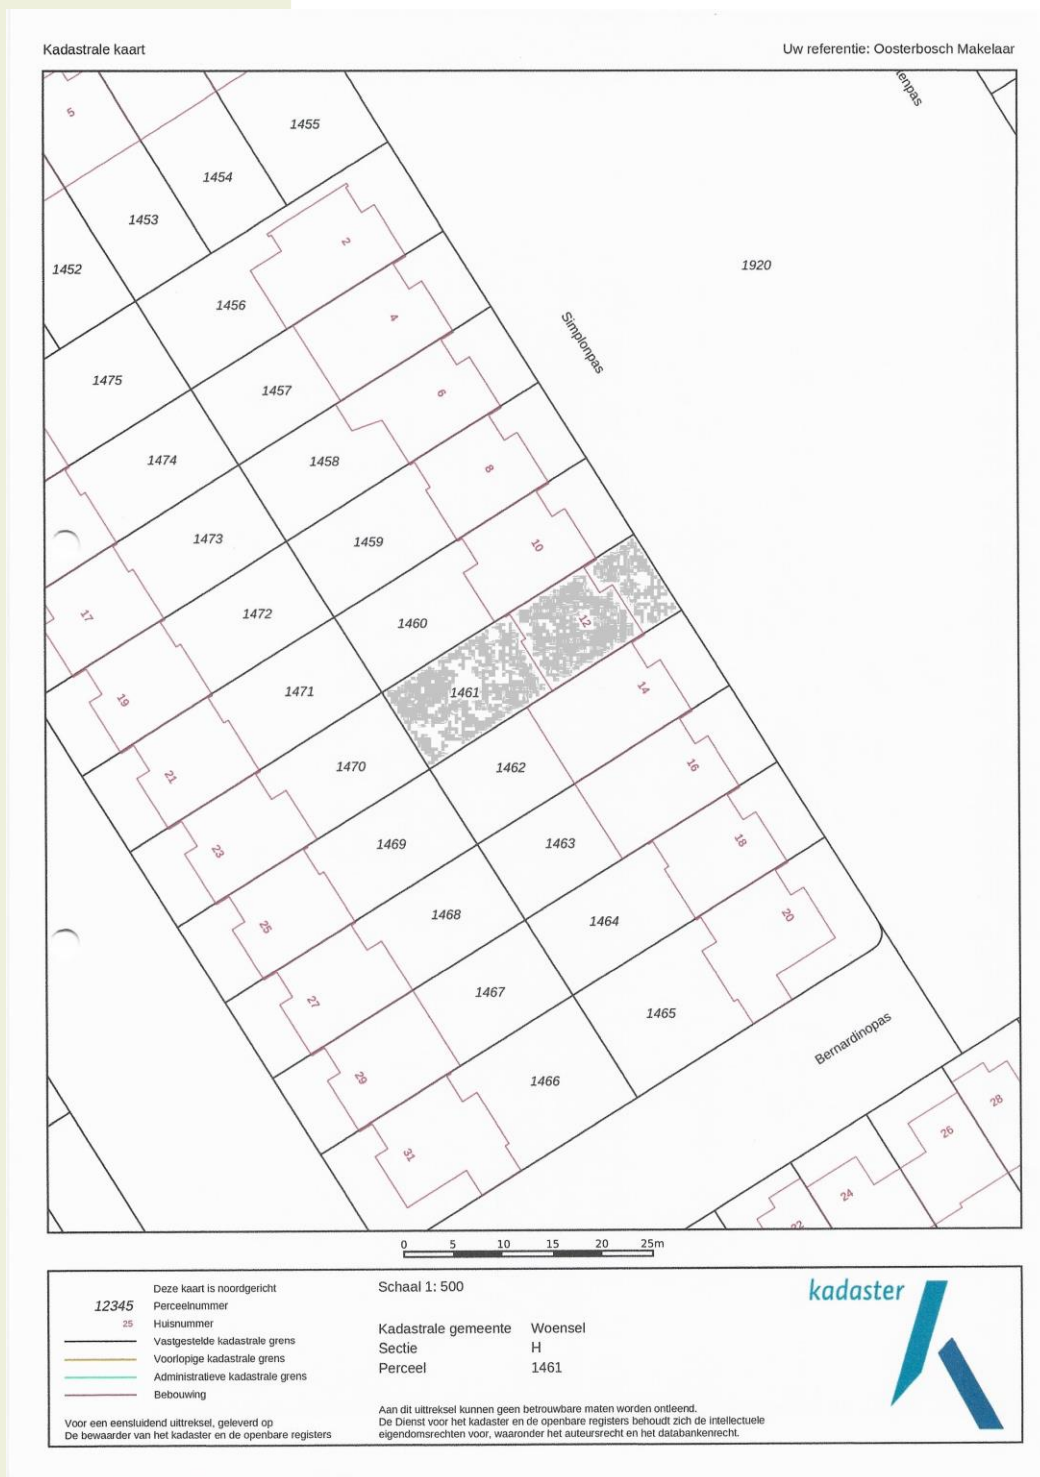 Kadastrale kaart
Uw referentie: Oosterbosch Makelaar
5
1455
1454
1453
1452
2
1920
1456
4
Simplonpas
1475
1457
6
1474
1458
8
1473
1459
10
17
1472
1460
12
19
1471
1461
14
21
1470
1462
16
23
1469
1463
18
25
1468
1464
20
27
1467
1465
Bernardinopas
29
1466
28
31
26
24
22
0 5 10 15 20 25m
12345
25
Deze kaart is noordgericht
Perceelnummer
Huisnummer
Vastgestelde kadastrale grens
Voorlopige kadastrale grens
Administratieve kadastrale grens
Bebouwing
Voor een eensluidend uittreksel, geleverd op
De bewaarder van het kadaster en de openbare registers
Schaal 1: 500
Kadastrale gemeente Woensel
Sectie H
Perceel 1461
Aan dit uittreksel kunnen geen betrouwbare maten worden ontleend.
De Dienst voor het kadaster en de openbare registers behoudt zich de intellectuele
eigendomsrechten voor, waaronder het auteursrecht en het databankenrecht.
kadaster